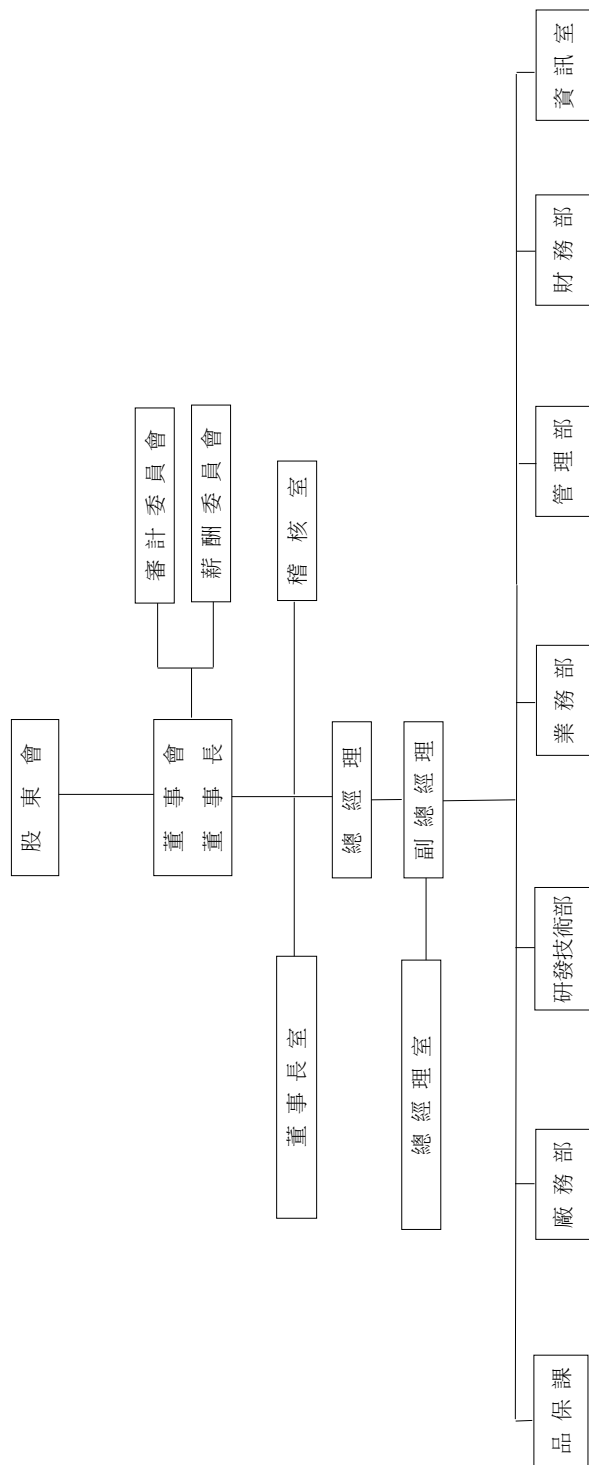 股東會
董事會
董事長
審計委員會
薪酬委員會
董事長室
稽核室
總經理
副總經理
總經理室
品保課
廠務部
研發技術部
業務部
管理部
財務部
資訊室